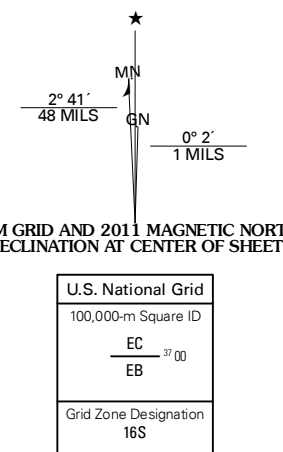 ★
MN
GN
2° 41´
48 MILS
0° 2´
1 MILS
M GRID AND 2011 MAGNETIC NORT
ECLINATION AT CENTER OF SHEET
U.S. National Grid
100,000-m Square ID
EC
37 00
EB
Grid Zone Designation
16S